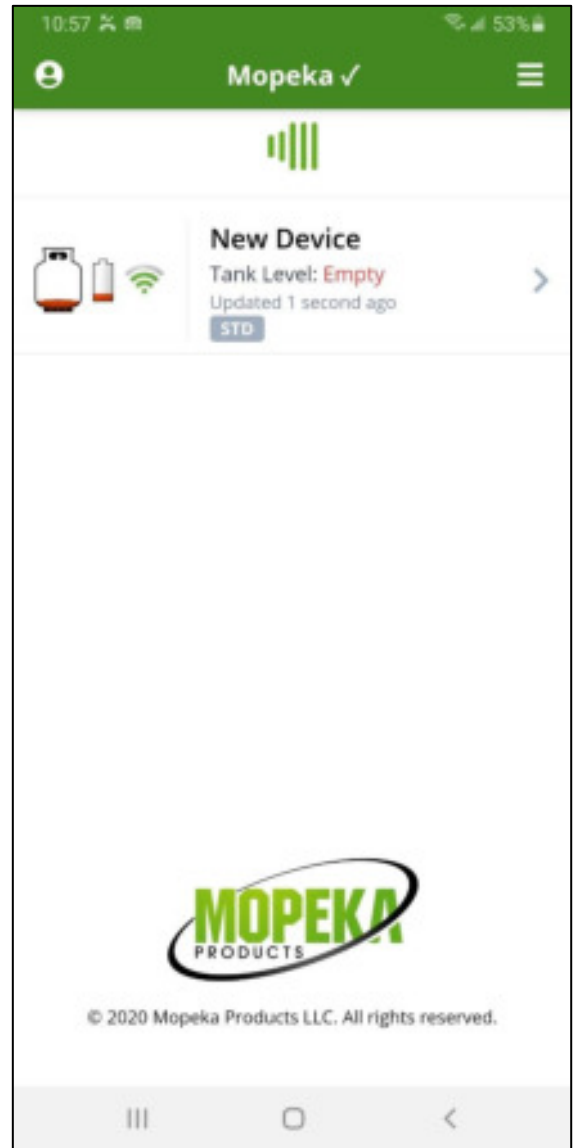 10:57 53%
Mopeka ✓
New Device
Tank Level: Empty
Updated 1 second ago
STD
MOPEKA
PRODUCTS
© 2020 Mopeka Products LLC. All rights reserved.